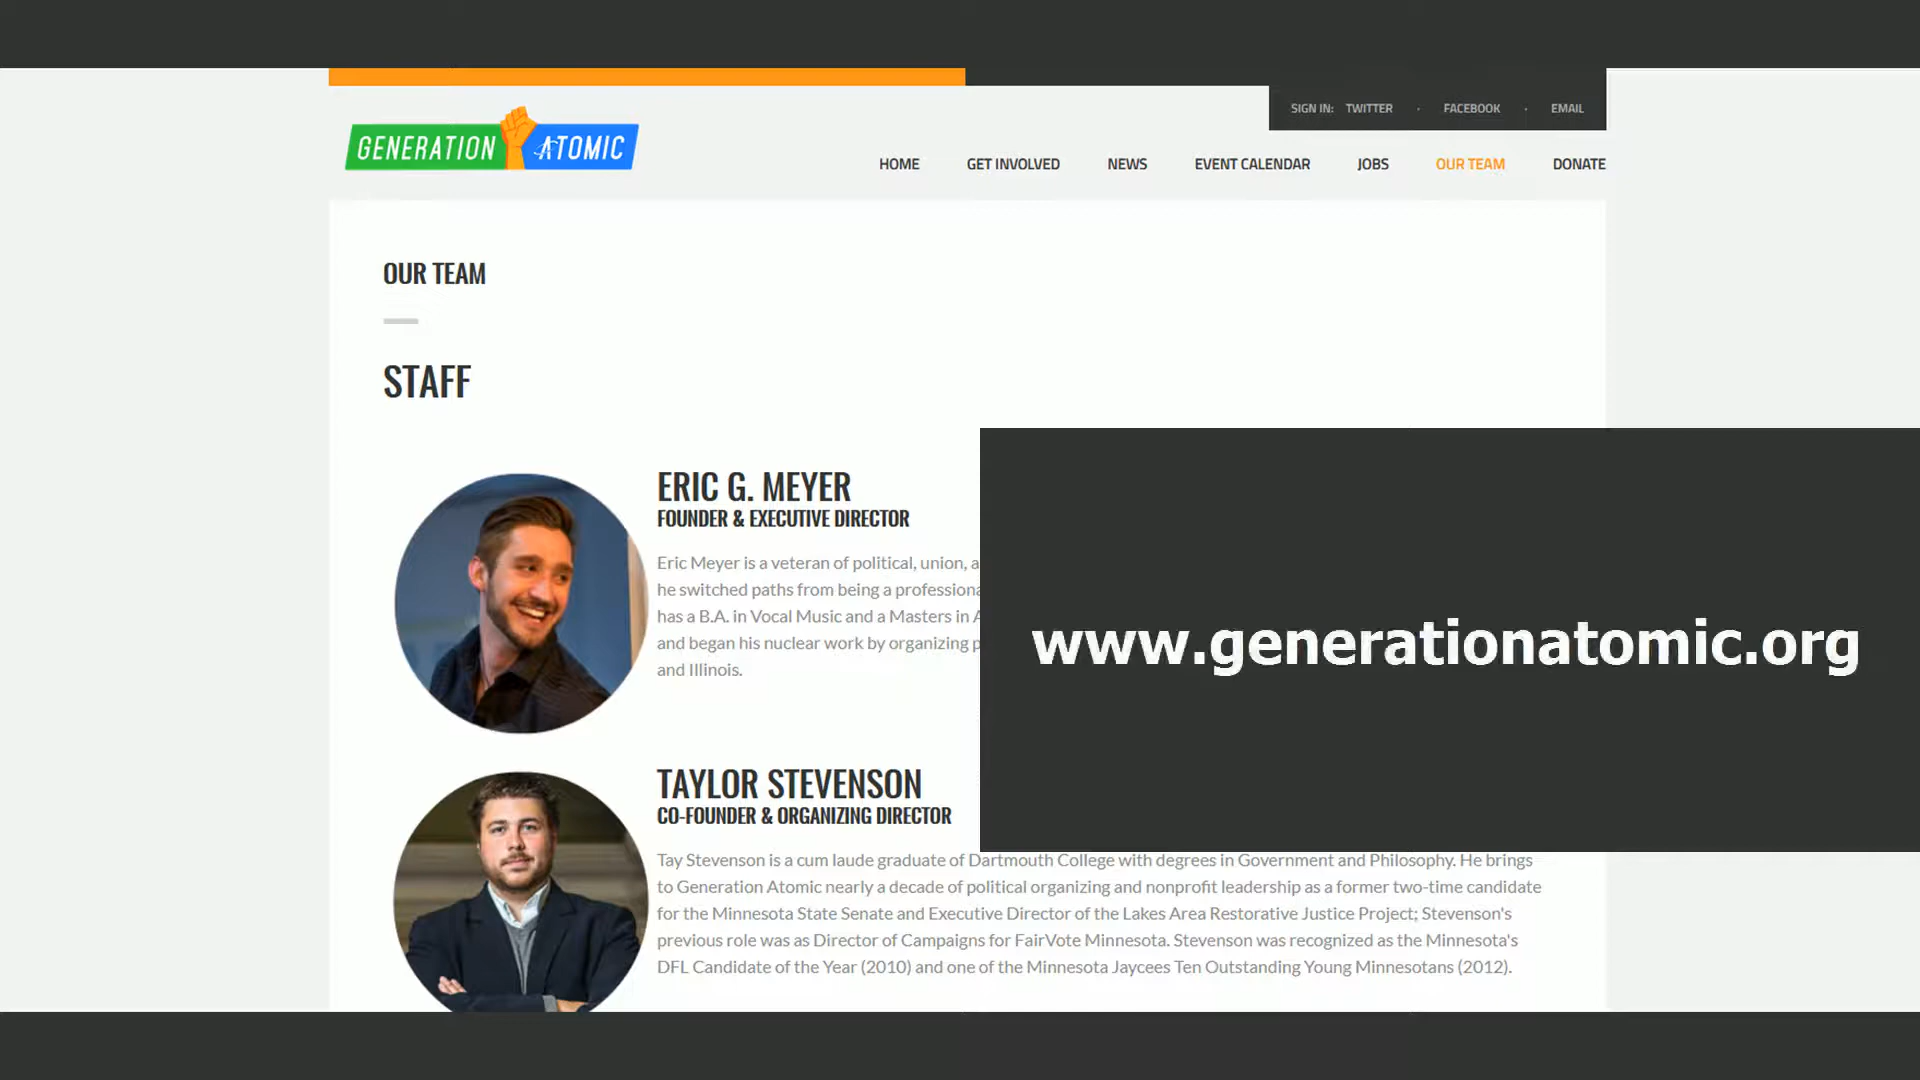 SIGN IN: TWITTER · FACEBOOK · EMAIL
GENERATION ATOMIC
HOME GET INVOLVED NEWS EVENT CALENDAR JOBS OUR TEAM DONATE
OUR TEAM
STAFF
ERIC G. MEYER
FOUNDER & EXECUTIVE DIRECTOR
Eric Meyer is a veteran of political, union, a
he switched paths from being a professiona
has a B.A. in Vocal Music and a Masters in A
and began his nuclear work by organizing p
and Illinois.
www.generationatomic.org
TAYLOR STEVENSON
CO-FOUNDER & ORGANIZING DIRECTOR
Tay Stevenson is a cum laude graduate of Dartmouth College with degrees in Government and Philosophy. He brings
to Generation Atomic nearly a decade of political organizing and nonprofit leadership as a former two-time candidate
for the Minnesota State Senate and Executive Director of the Lakes Area Restorative Justice Project; Stevenson's
previous role was as Director of Campaigns for FairVote Minnesota. Stevenson was recognized as the Minnesota's
DFL Candidate of the Year (2010) and one of the Minnesota Jaycees Ten Outstanding Young Minnesotans (2012).